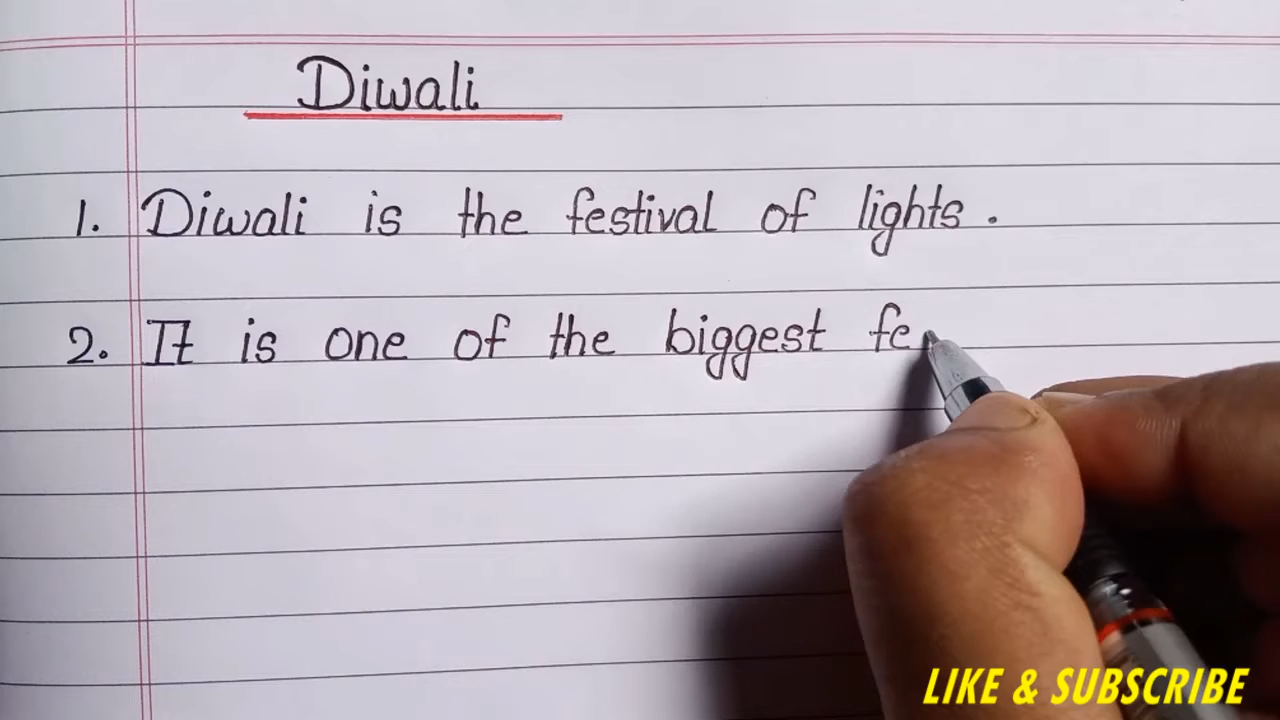 Diwali
1. Diwali is the festival of lights.
2. It is one of the biggest fe
LIKE & SUBSCRIBE